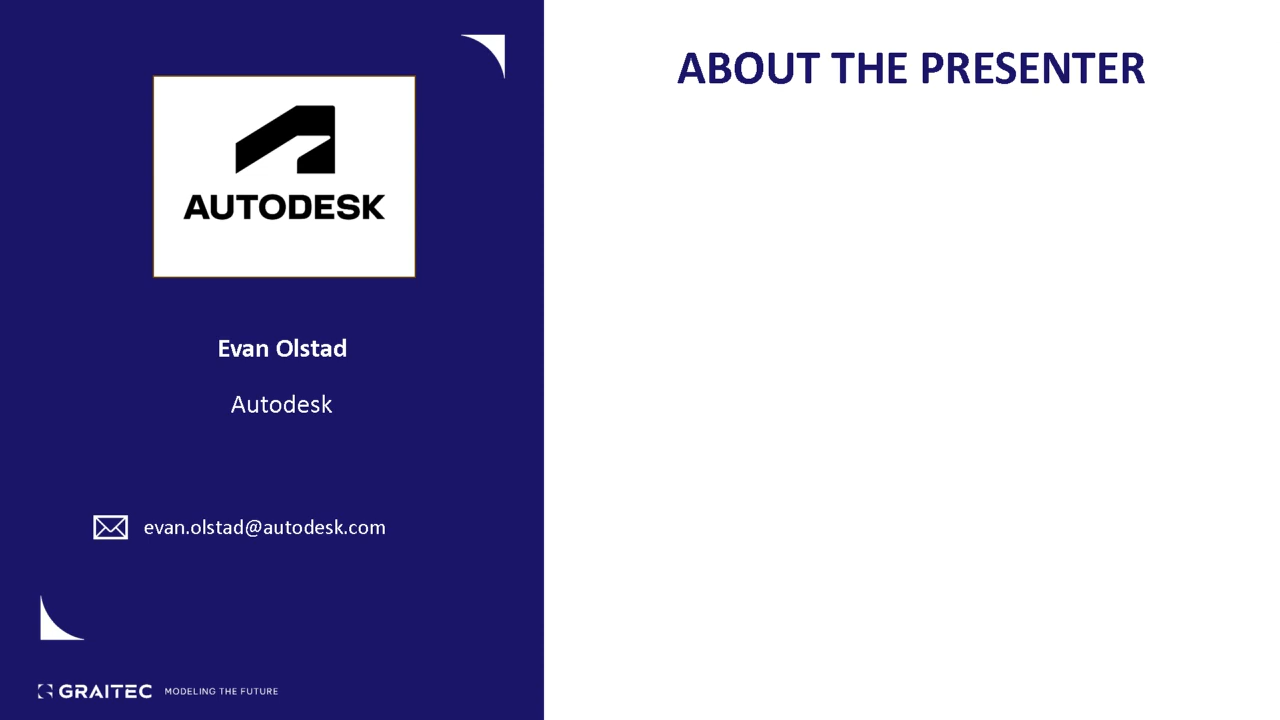 AUTODESK
Evan Olstad
Autodesk
evan.olstad@autodesk.com
GRAITEC MODELING THE FUTURE
ABOUT THE PRESENTER